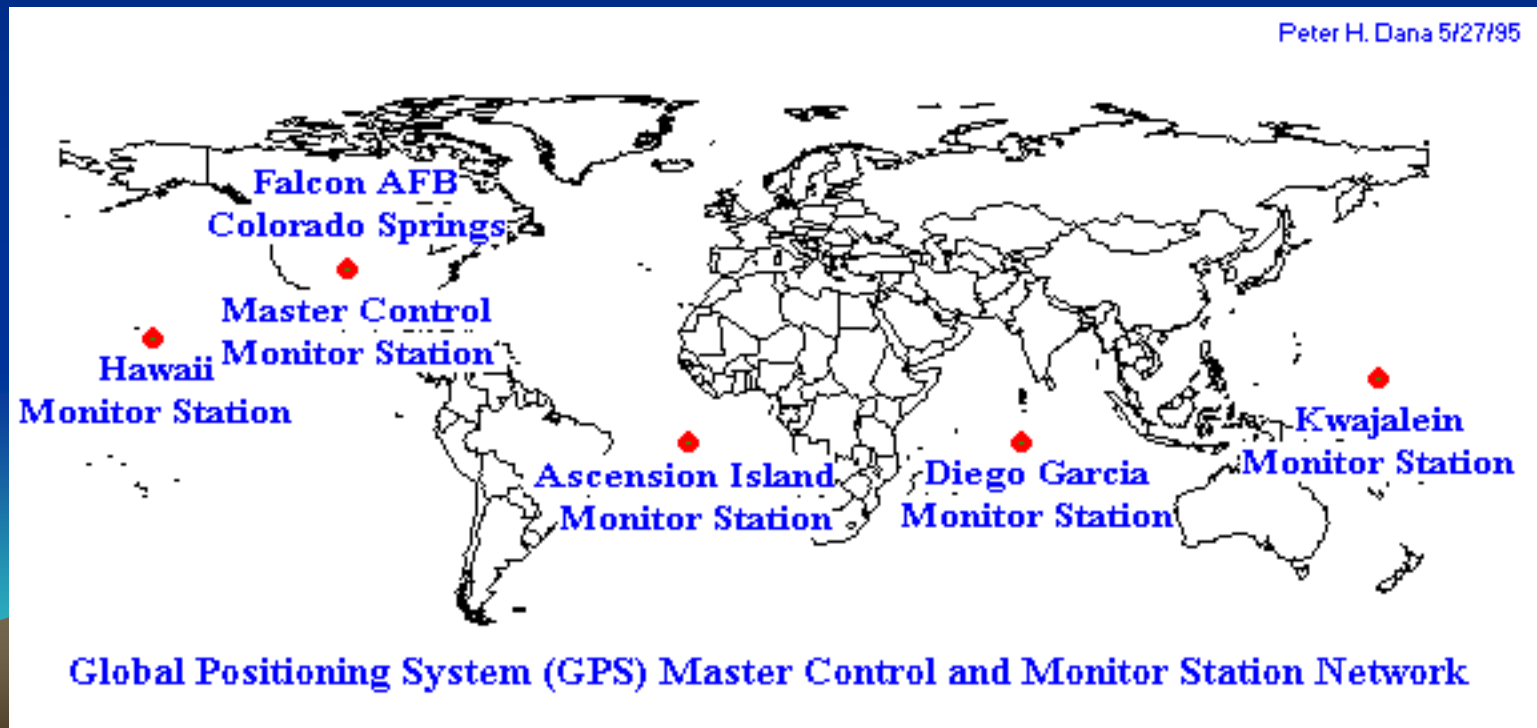 Peter H. Dana 5/27/95
Falcon AFB
Colorado Springs
Master Control
Monitor Station
Hawaii
Monitor Station
Ascension Island
Monitor Station
Diego Garcia
Monitor Station
Kwajalein
Monitor Station
Global Positioning System (GPS) Master Control and Monitor Station Network